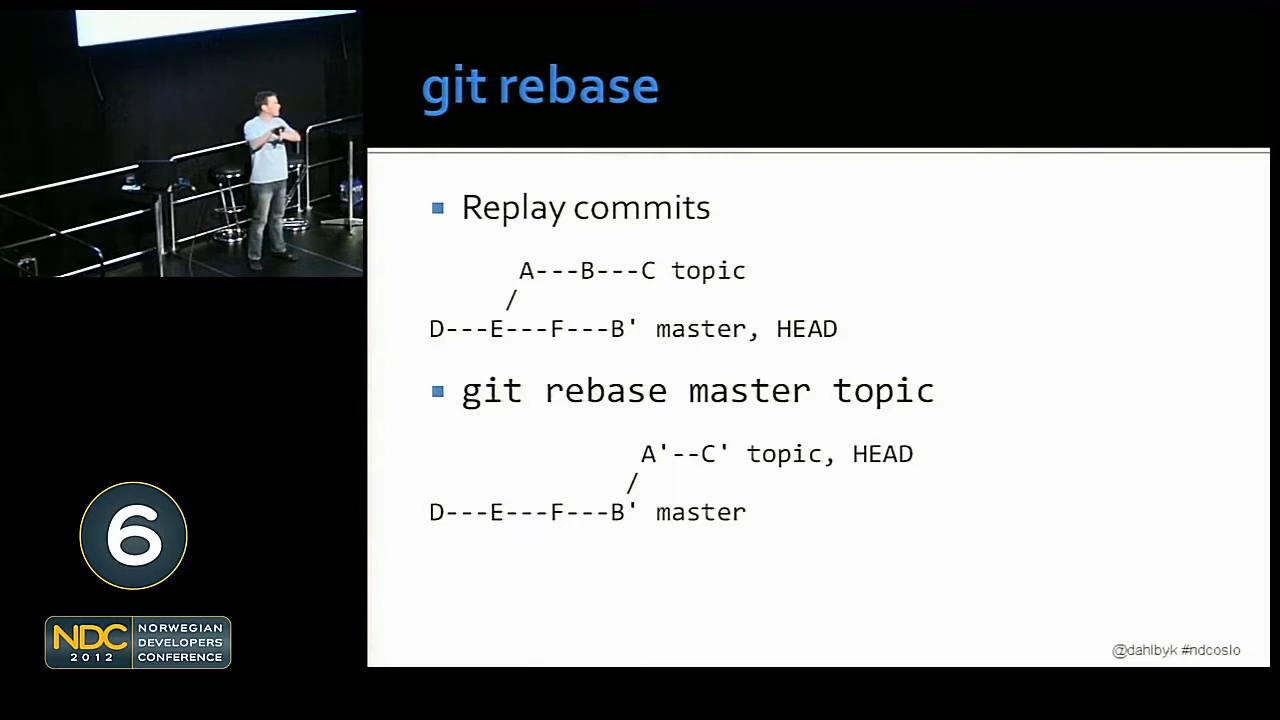 git rebase
Replay commits
A---B---C topic
/
D---E---F---B' master, HEAD
git rebase master topic
A'--C' topic, HEAD
/
D---E---F---B' master
6
NDC
2012
NORWEGIAN
DEVELOPERS
CONFERENCE
@dahlbyk #ndcoslo